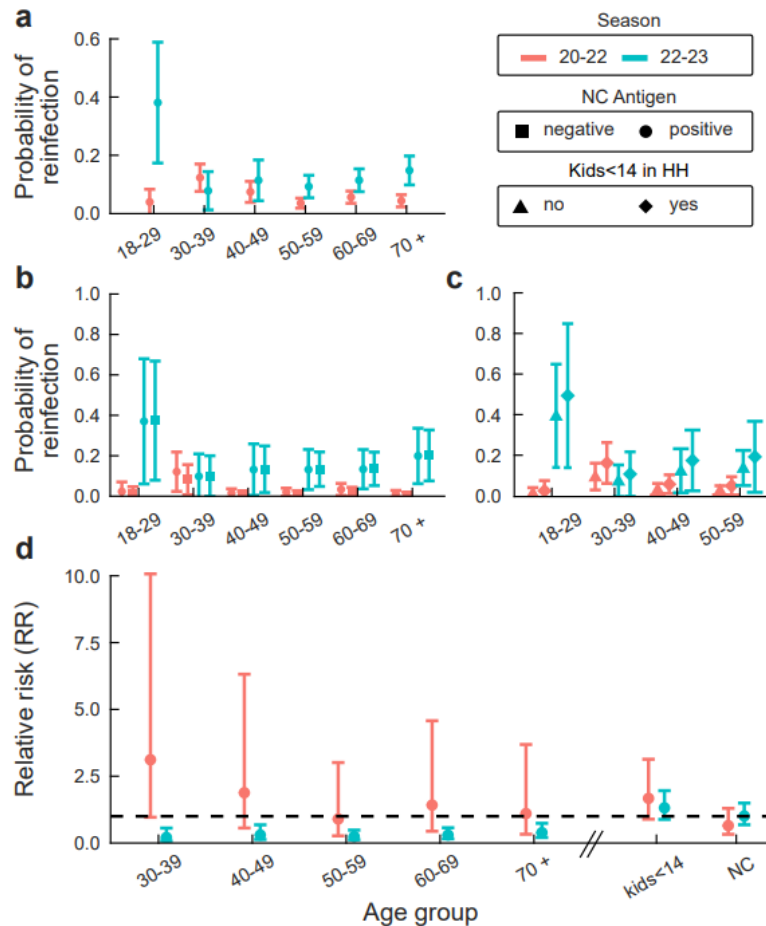 a
Probability of
reinfection
0.6
0.4
0.2
0.0
18-29
30-39
40-49
50-59
60-69
70 +
Season
20-22
22-23
NC Antigen
negative
positive
Kids<14 in HH
no
yes
b
Probability of
reinfection
1.0
0.8
0.6
0.4
0.2
0.0
18-29
30-39
40-49
50-59
60-69
70 +
c
1.0
0.8
0.6
0.4
0.2
0.0
18-29
30-39
40-49
50-59
d
Relative risk (RR)
10.0
7.5
5.0
2.5
0.0
30-39
40-49
50-59
60-69
70 +
kids<14
NC
Age group